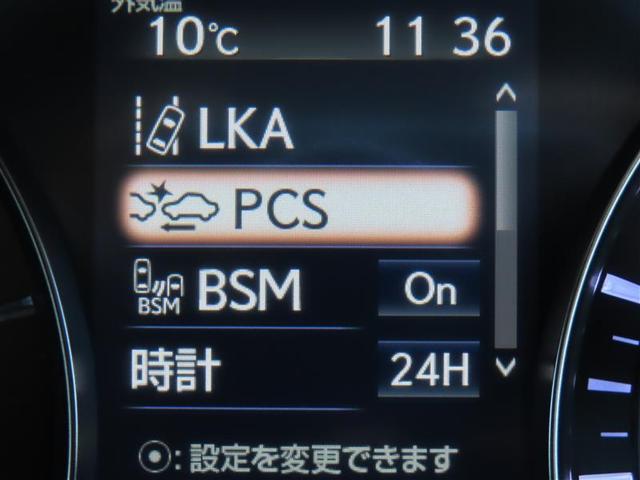 10℃ 11 36
LKA
PCS
BSM BSM On
時計 24H
⦿:設定を変更できます